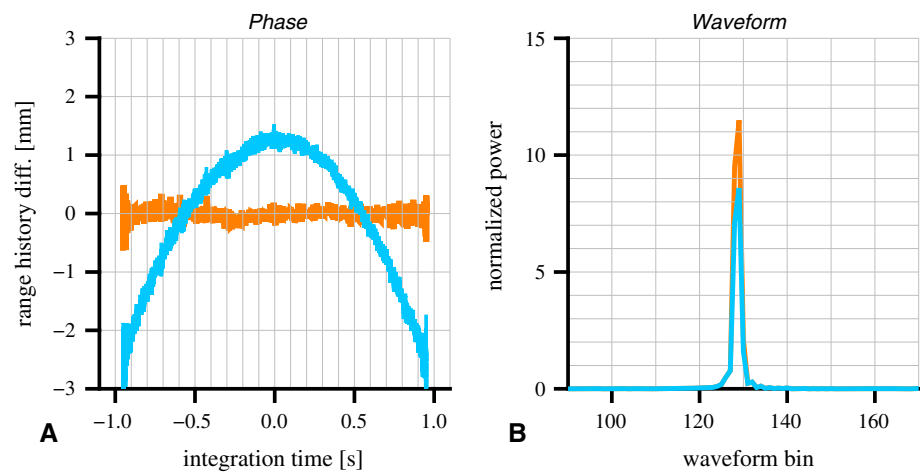 Phase
Waveform
3
2
1
0
−1
−2
−3
range history diff. [mm]
−1.0
−0.5
0.0
0.5
1.0
integration time [s]
A
15
10
5
0
normalized power
100
120
140
160
waveform bin
B